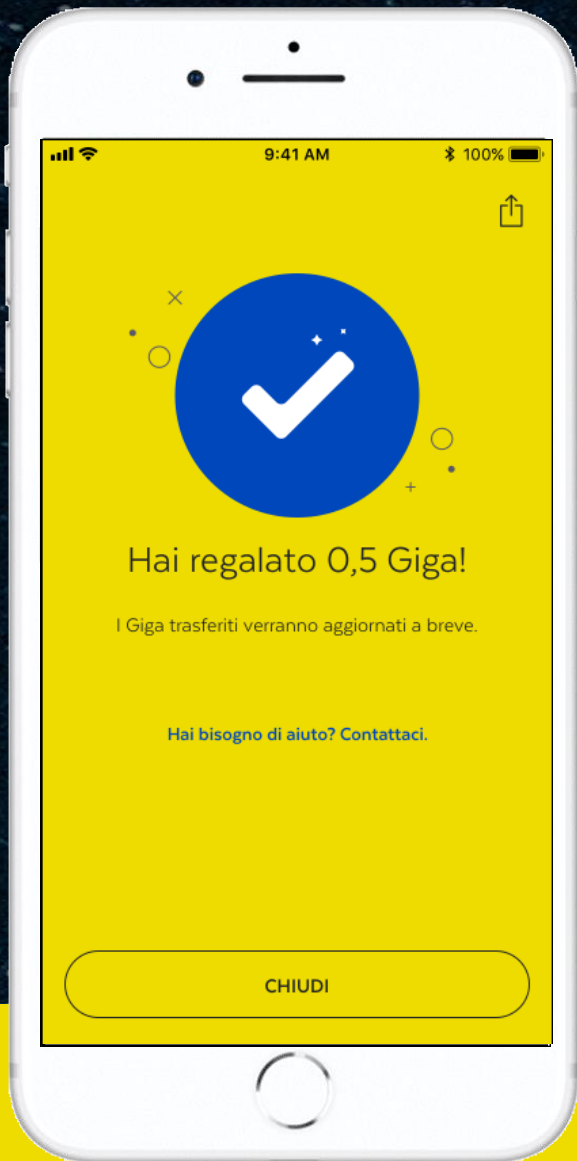 9:41 AM
100%
Hai regalato 0,5 Giga!
I Giga trasferiti verranno aggiornati a breve.
Hai bisogno di aiuto? Contattaci.
CHIUDI